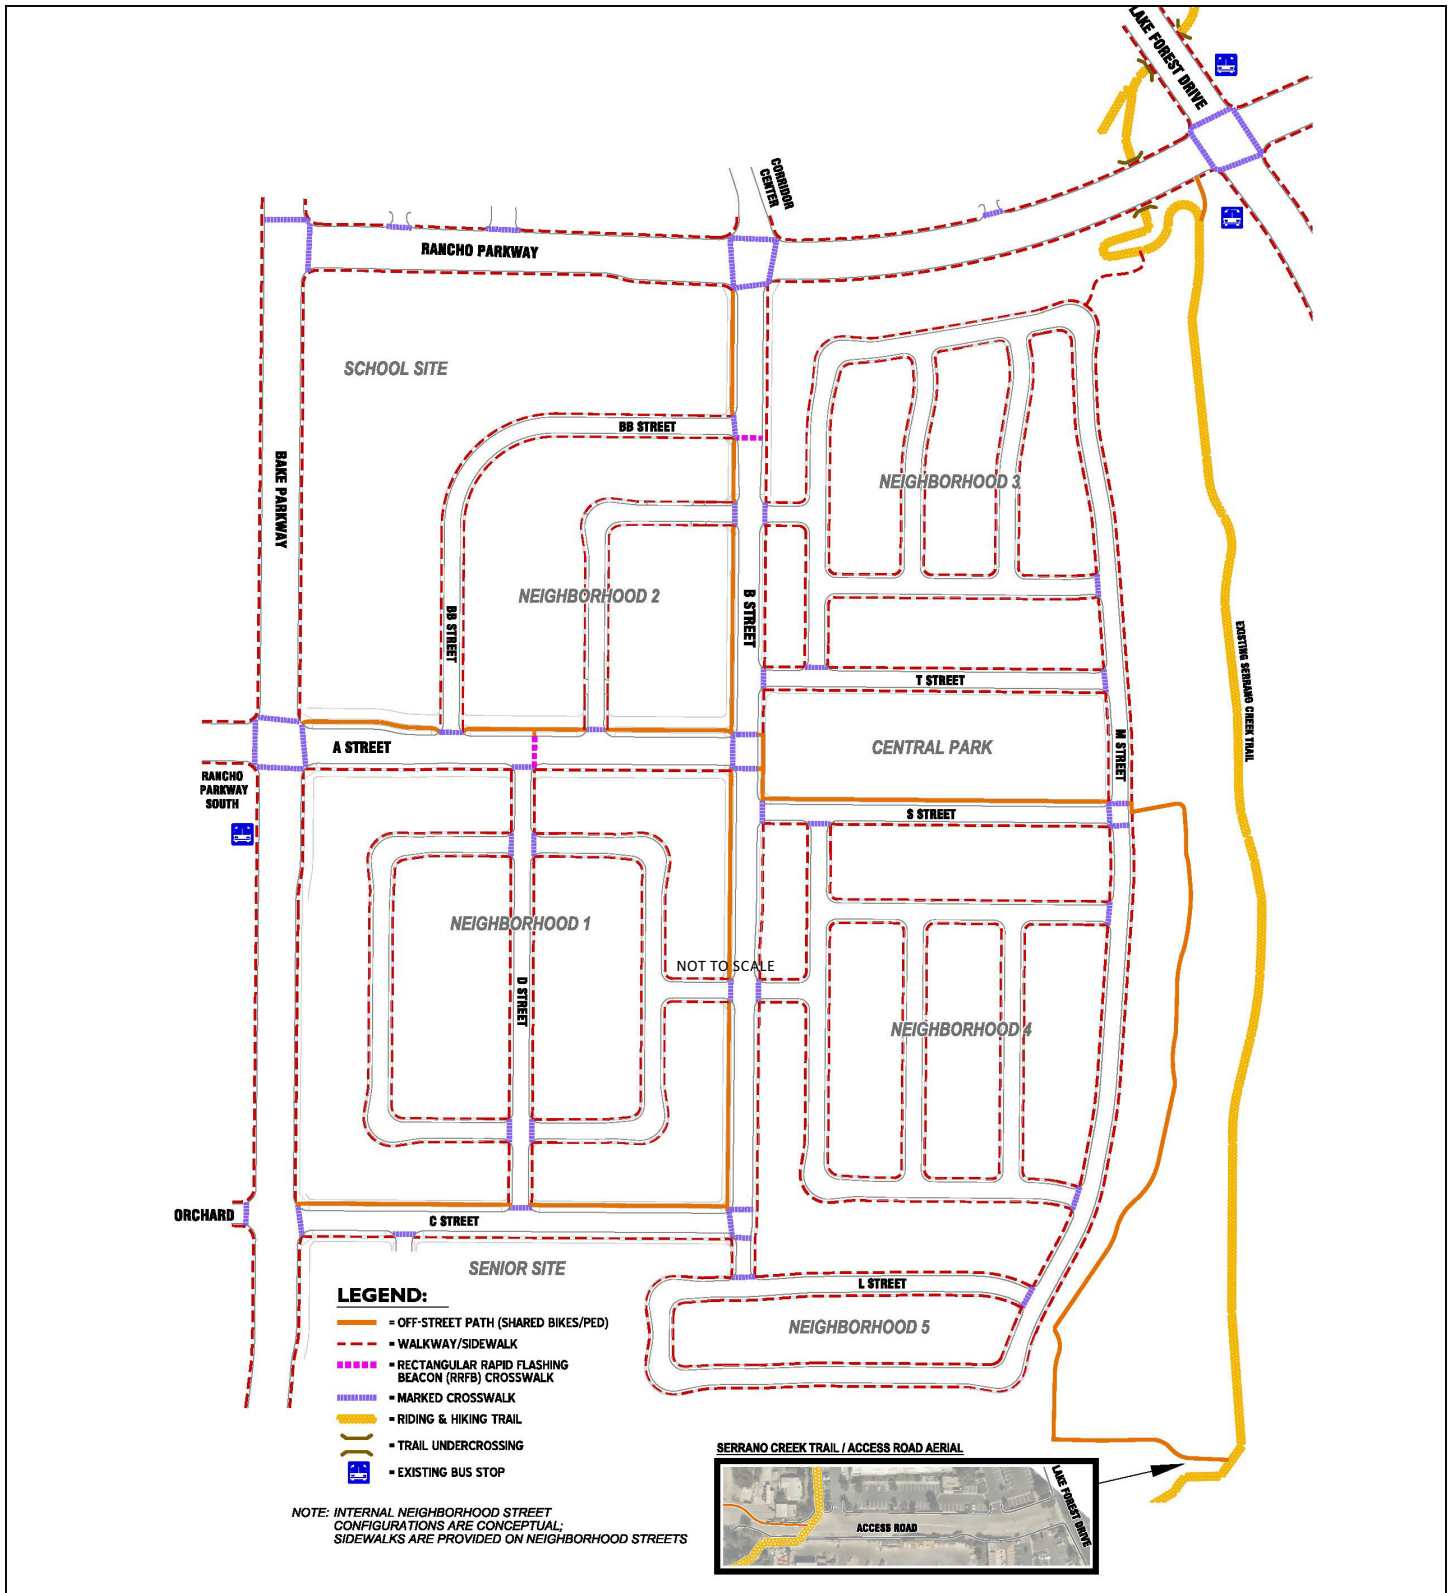 LAKE FOREST DRIVE
CORRIDOR
CENTER
RANCHO PARKWAY
SCHOOL SITE
BB STREET
BAKE PARKWAY
NEIGHBORHOOD 3
NEIGHBORHOOD 2
B STREET
BB STREET
EXISTING SERRANO CREEK TRAIL
T STREET
A STREET
CENTRAL PARK
M STREET
RANCHO
PARKWAY
SOUTH
S STREET
NEIGHBORHOOD 1
NOT TO SCALE
D STREET
NEIGHBORHOOD 4
ORCHARD
C STREET
SENIOR SITE
L STREET
NEIGHBORHOOD 5
LEGEND:
= OFF-STREET PATH (SHARED BIKES/PED)
= WALKWAY/SIDEWALK
= RECTANGULAR RAPID FLASHING
BEACON (RRFB) CROSSWALK
= MARKED CROSSWALK
= RIDING & HIKING TRAIL
= TRAIL UNDERCROSSING
= EXISTING BUS STOP
NOTE: INTERNAL NEIGHBORHOOD STREET
CONFIGURATIONS ARE CONCEPTUAL;
SIDEWALKS ARE PROVIDED ON NEIGHBORHOOD STREETS
SERRANO CREEK TRAIL / ACCESS ROAD AERIAL
ACCESS ROAD
LAKE FOREST DRIVE